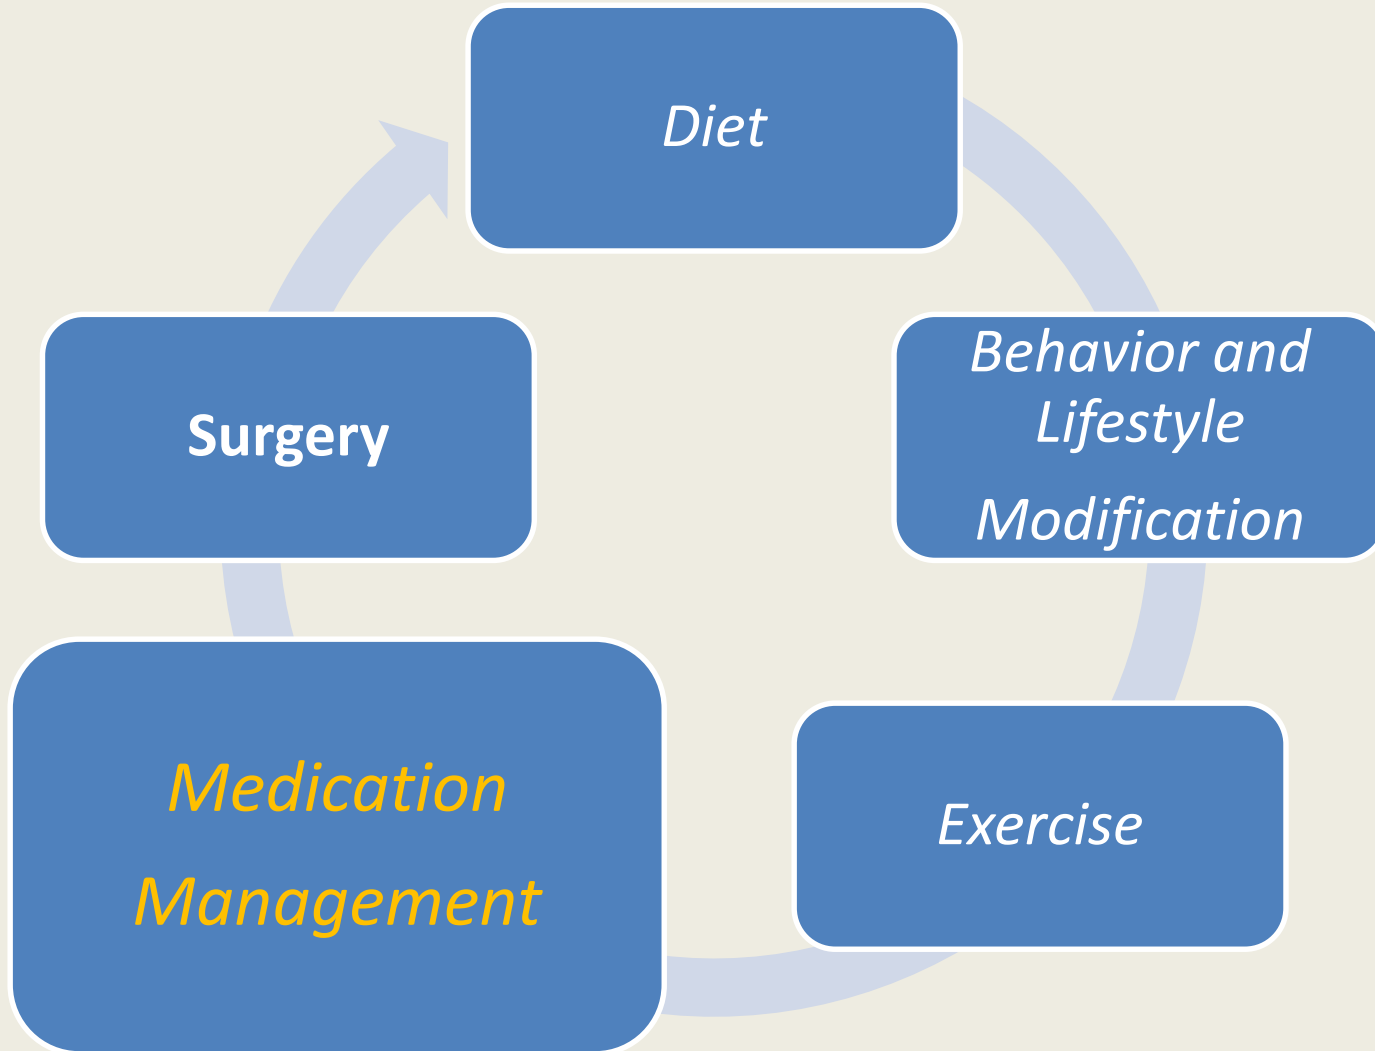 Diet
Behavior and
Lifestyle
Modification
Exercise
Medication
Management
Surgery